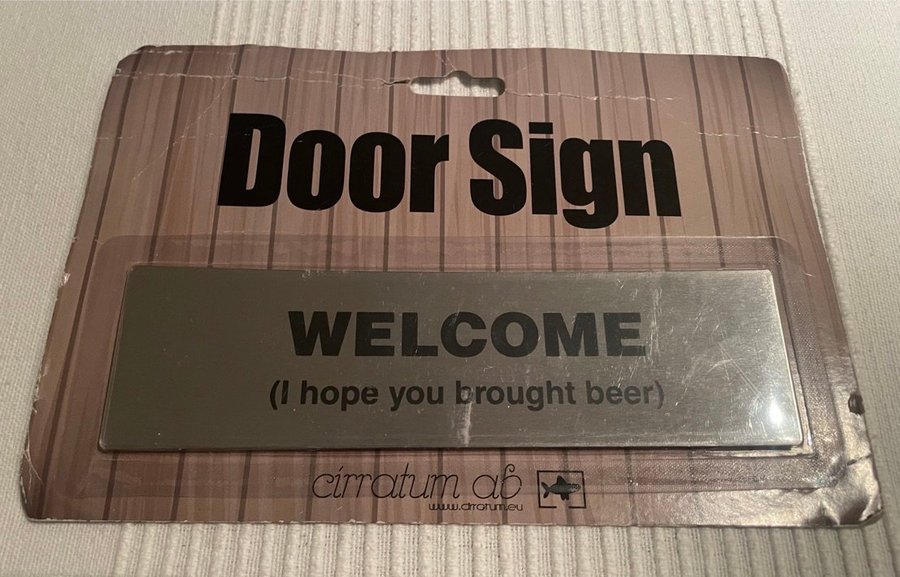 Door Sign
WELCOME
(I hope you brought beer)
cirratum ab
www.cirratum.eu